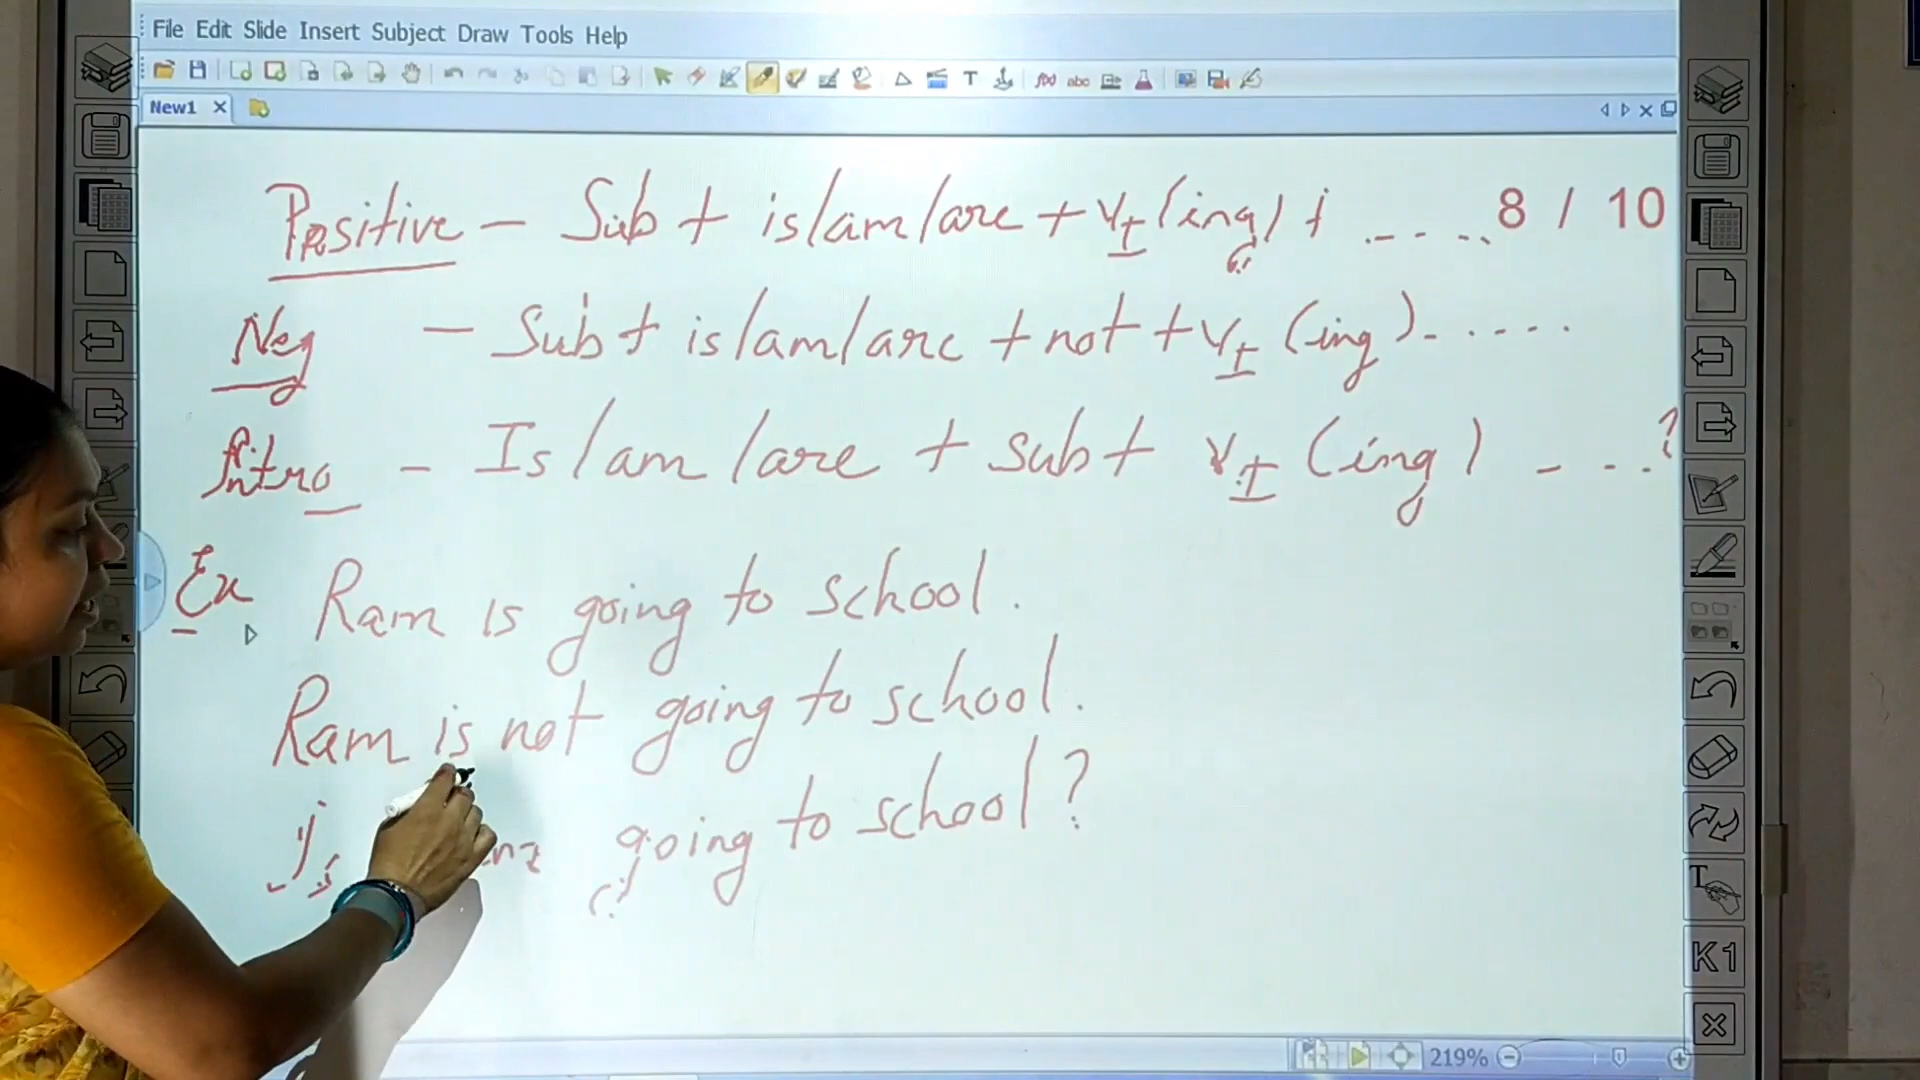 File Edit Slide Insert Subject Draw Tools Help
T f(x) abc
New1
Positive - Sub + is/am/are + VI (ing) + ..... 8 / 10
Neg - Sub + is/am/are + not + VI (ing) .....
Intro - Is/am/are + sub + VI (ing) ....?
Ex Ram is going to school.
Ram is not going to school.
Is going to school?
T
K1
219%